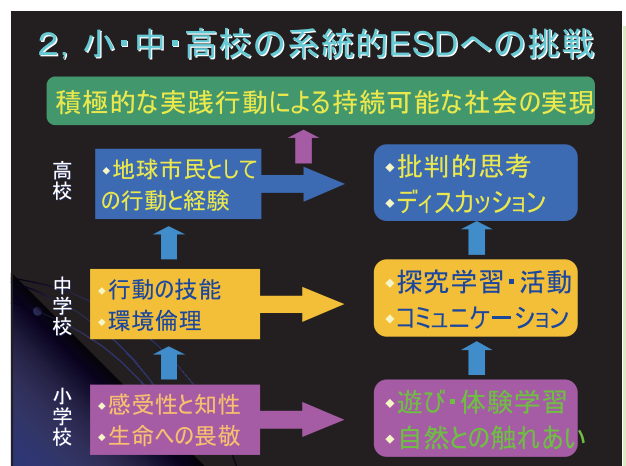 ２，小・中・高校の系統的ESDへの挑戦
積極的な実践行動による持続可能な社会の実現
高校
◆地球市民として
の行動と経験
◆批判的思考
◆ディスカッション
中学校
◆行動の技能
◆環境倫理
◆探究学習・活動
◆コミュニケーション
小学校
◆感受性と知性
◆生命への畏敬
◆遊び・体験学習
◆自然との触れあい